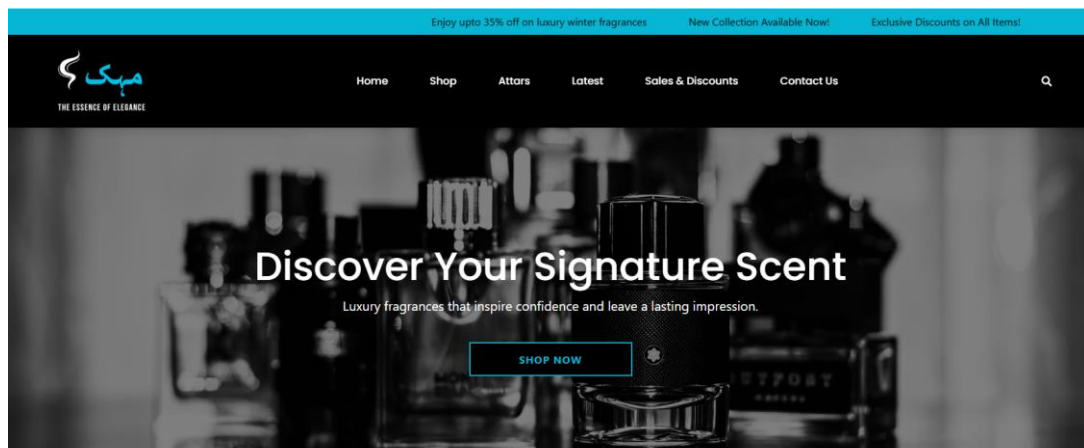 Enjoy upto 35% off on luxury winter fragrances New Collection Available Now! Exclusive Discounts on All Items!
مہک
THE ESSENCE OF ELEGANCE
Home Shop Attars Latest Sales & Discounts Contact Us
Discover Your Signature Scent
Luxury fragrances that inspire confidence and leave a lasting impression.
SHOP NOW